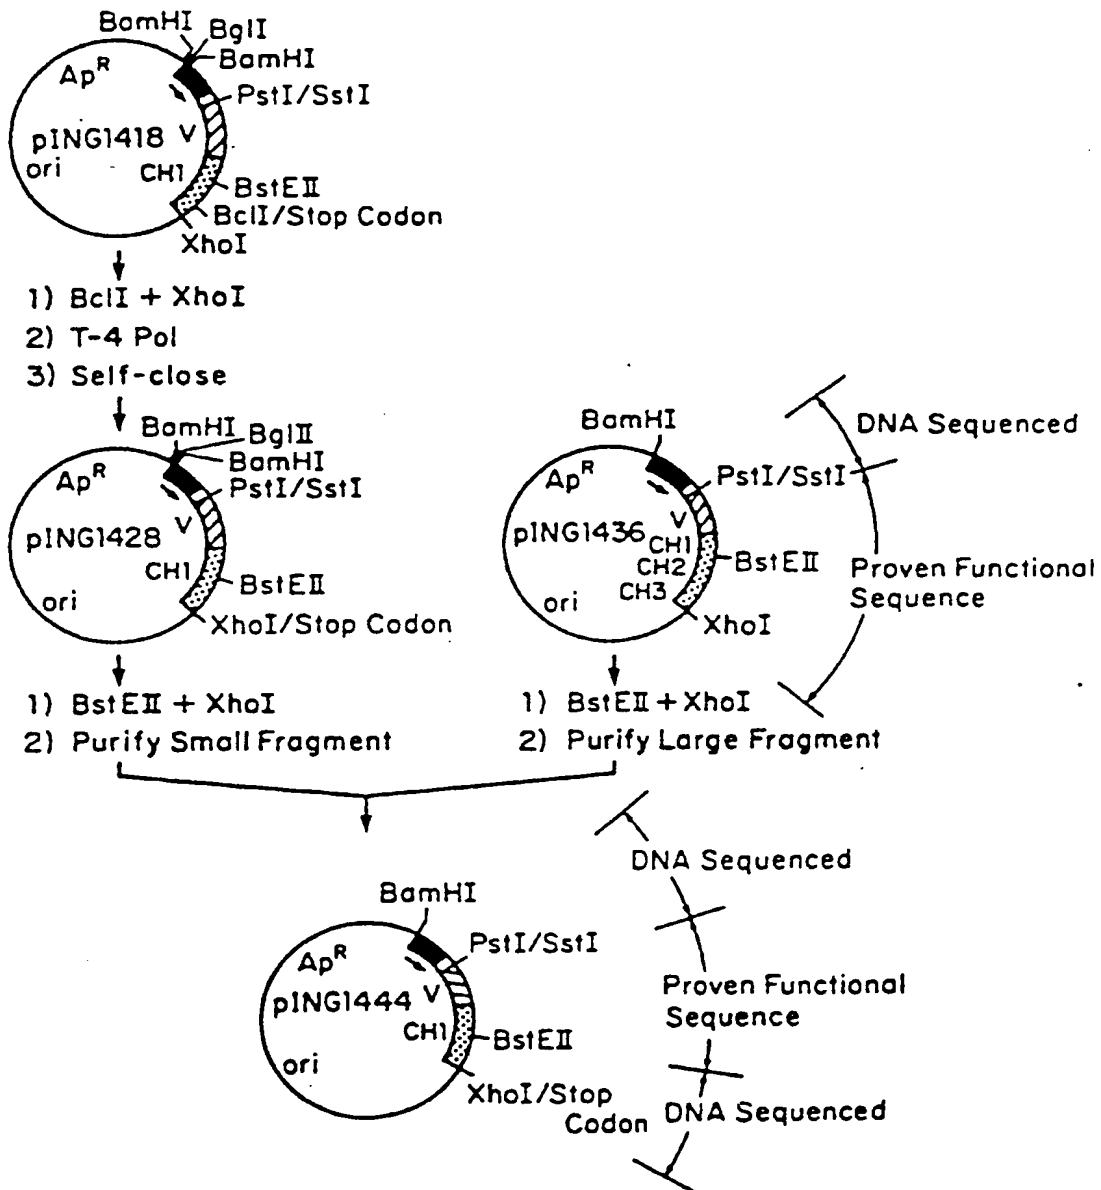 BamHI
BglI
BamHI
Ap^R
PstI/SstI
pING1418
V
ori
CH1
BstEII
BclI/Stop Codon
XhoI
1) BclI + XhoI
2) T-4 Pol
3) Self-close
BamHI
BglII
BamHI
Ap^R
PstI/SstI
pING1428
V
CH1
BstEII
ori
XhoI/Stop Codon
1) BstEII + XhoI
2) Purify Small Fragment
BamHI
Ap^R
PstI/SstI
V
pING1436
CH1
CH2
CH3
BstEII
ori
XhoI
DNA Sequenced
Proven Functional
Sequence
1) BstEII + XhoI
2) Purify Large Fragment
BamHI
Ap^R
PstI/SstI
pING1444
V
CH1
BstEII
ori
XhoI/Stop
Codon
DNA Sequenced
Proven Functional
Sequence
DNA Sequenced